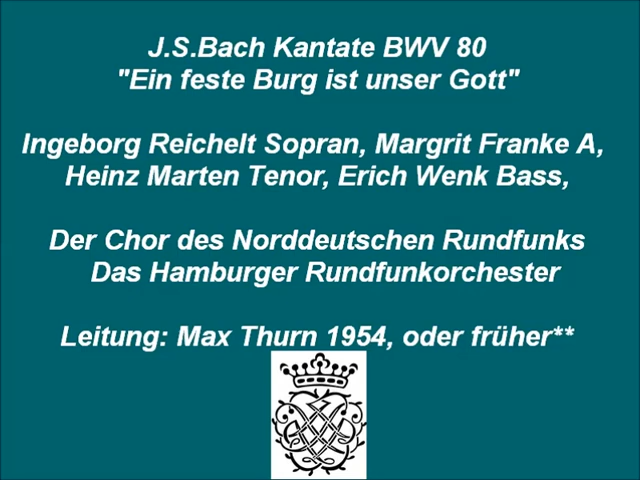 J.S.Bach Kantate BWV 80
"Ein feste Burg ist unser Gott"
Ingeborg Reichelt Sopran, Margrit Franke A,
Heinz Marten Tenor, Erich Wenk Bass,
Der Chor des Norddeutschen Rundfunks
Das Hamburger Rundfunkorchester
Leitung: Max Thurn 1954, oder früher**